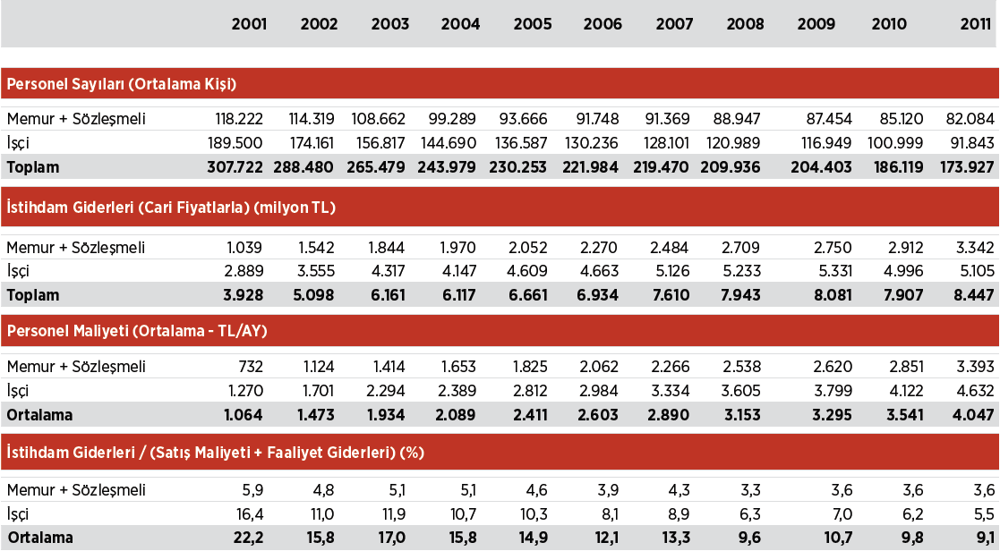 2001 2002 2003 2004 2005 2006 2007 2008 2009 2010 2011
Personel Sayıları (Ortalama Kişi)
Memur + Sözleşmeli 118.222 114.319 108.662 99.289 93.666 91.748 91.369 88.947 87.454 85.120 82.084
İşçi 189.500 174.161 156.817 144.690 136.587 130.236 128.101 120.989 116.949 100.999 91.843
Toplam 307.722 288.480 265.479 243.979 230.253 221.984 219.470 209.936 204.403 186.119 173.927
İstihdam Giderleri (Cari Fiyatlarla) (milyon TL)
Memur + Sözleşmeli 1.039 1.542 1.844 1.970 2.052 2.270 2.484 2.709 2.750 2.912 3.342
İşçi 2.889 3.555 4.317 4.147 4.609 4.663 5.126 5.233 5.331 4.996 5.105
Toplam 3.928 5.098 6.161 6.117 6.661 6.934 7.610 7.943 8.081 7.907 8.447
Personel Maliyeti (Ortalama - TL/AY)
Memur + Sözleşmeli 732 1.124 1.414 1.653 1.825 2.062 2.266 2.538 2.620 2.851 3.393
İşçi 1.270 1.701 2.294 2.389 2.812 2.984 3.334 3.605 3.799 4.122 4.632
Ortalama 1.064 1.473 1.934 2.089 2.411 2.603 2.890 3.153 3.295 3.541 4.047
İstihdam Giderleri / (Satış Maliyeti + Faaliyet Giderleri) (%)
Memur + Sözleşmeli 5,9 4,8 5,1 5,1 4,6 3,9 4,3 3,3 3,6 3,6 3,6
İşçi 16,4 11,0 11,9 10,7 10,3 8,1 8,9 6,3 7,0 6,2 5,5
Ortalama 22,2 15,8 17,0 15,8 14,9 12,1 13,3 9,6 10,7 9,8 9,1